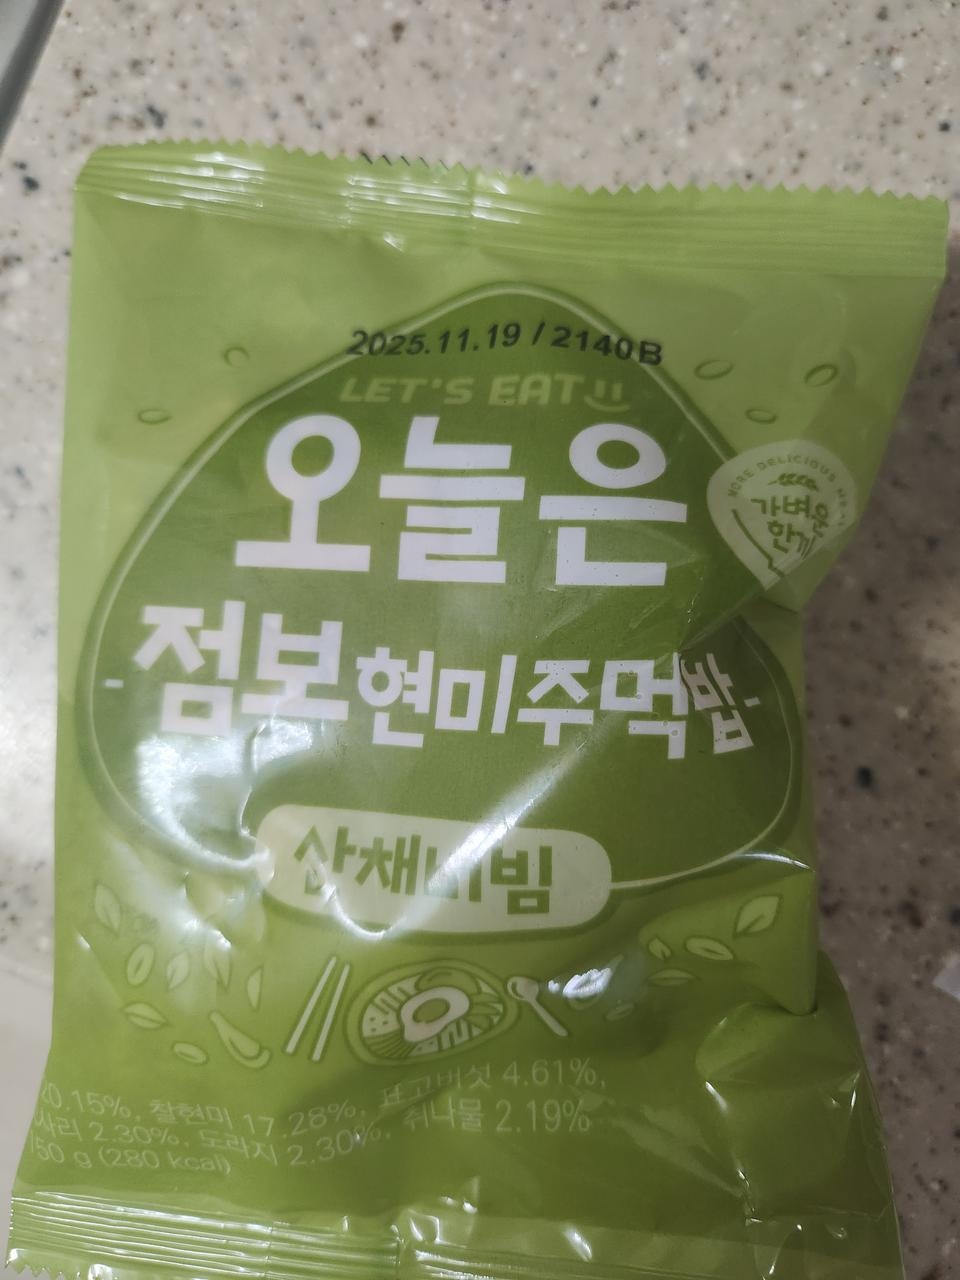 2025.11.19 / 2140B
LET'S EAT
오늘은
MORE DELICIOUS
가벼운
한끼
점보현미주먹밥
산채비빔
20.15%, 찰현미 17.28%, 표고버섯 4.61%,
사리 2.30%, 도라지 2.30%, 취나물 2.19%
150 g (280 kcal)